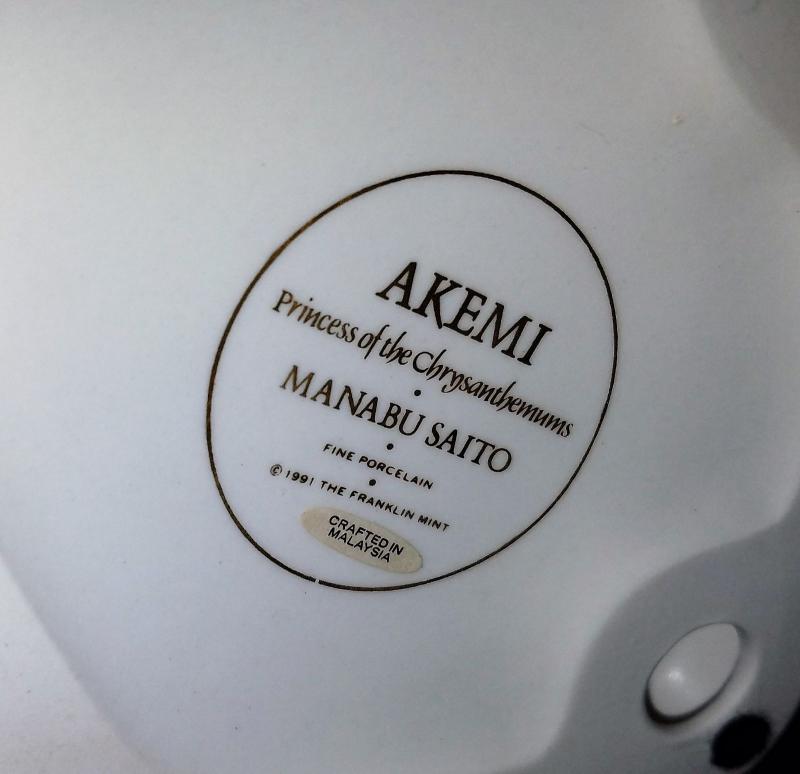 AKEMI
Princess of the Chrysanthemums
•
MANABU SAITO
•
FINE PORCELAIN
•
© 1991 THE FRANKLIN MINT
CRAFTED IN
MALAYSIA